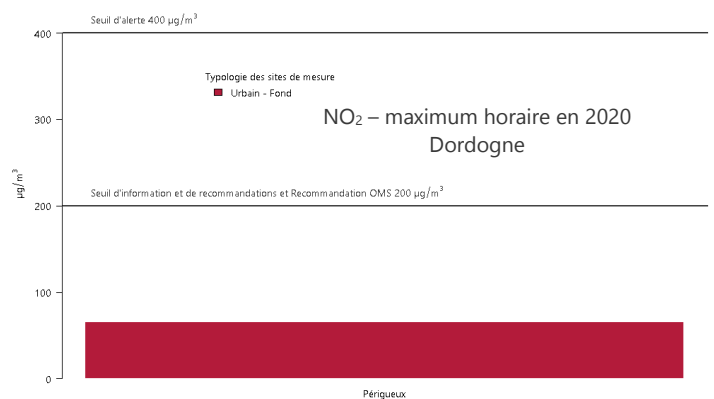 Seuil d'alerte 400 µg/m³
400
Typologie des sites de mesure
Urbain - Fond
NO₂ – maximum horaire en 2020
Dordogne
300
µg/m³
Seuil d'information et de recommandations et Recommandation OMS 200 µg/m³
200
100
0
Périgueux